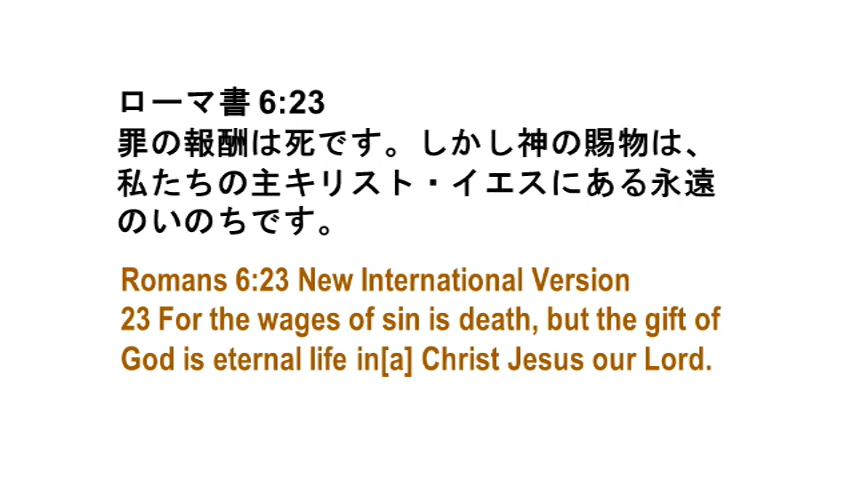 ローマ書 6:23
罪の報酬は死です。しかし神の賜物は、
私たちの主キリスト・イエスにある永遠
のいのちです。
Romans 6:23 New International Version
23 For the wages of sin is death, but the gift of
God is eternal life in[a] Christ Jesus our Lord.